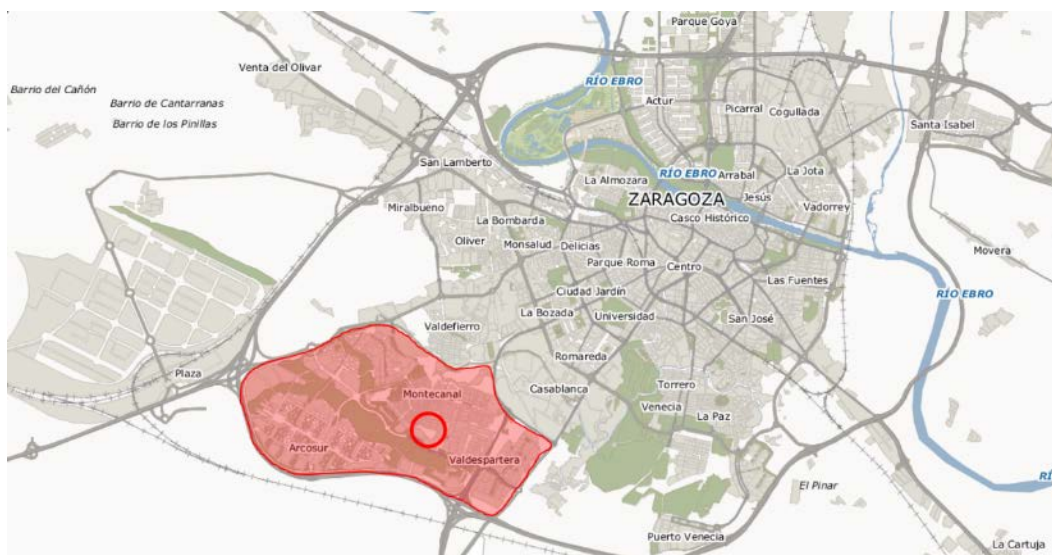 Parque Goya
Venta del Olivar
RÍO EBRO
Barrio del Cañón
Barrio de Cantarranas
Actur
Picarral
Cogullada
Barrio de los Pinillas
Santa Isabel
San Lamberto
RÍO EBRO
Arrabal
La Jota
La Almozara
ZARAGOZA
Jesús
Vadorrey
Miralbueno
La Bombarda
Casco Histórico
Oliver
Monsalud
Delicias
Movera
Parque Roma
Centro
Las Fuentes
Ciudad Jardín
RÍO EBRO
La Bozada
Universidad
San José
Valdefierro
Romareda
Plaza
Casablanca
Torrero
Montecanal
Venecia
La Paz
Arcosur
Valdespartera
RÍ
El Pinar
Puerto Venecia
La Cartuja